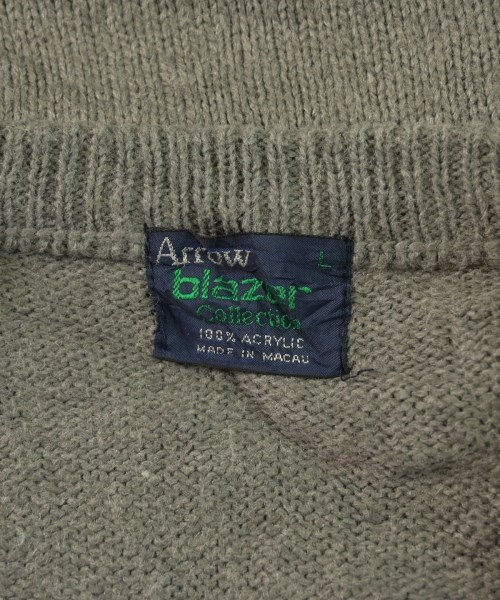 Arrow L
blazer
Collection
100% ACRYLIC
MADE IN MACAU